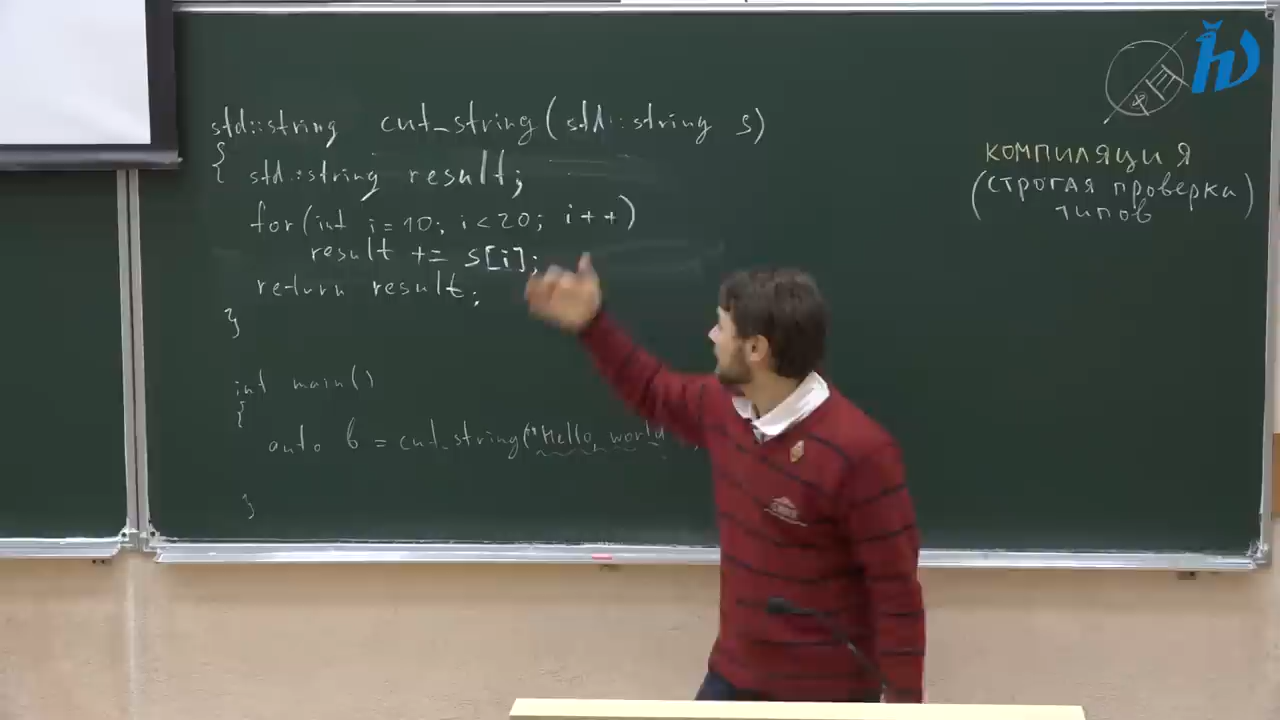 std::string cut_string(std::string s)
{ std::string result;
for(int i=10; i<20; i++)
result += s[i];
return result;
}
int main()
{
auto b = cut_string("Hello, world
}
компиляция
(строгая проверка типов)